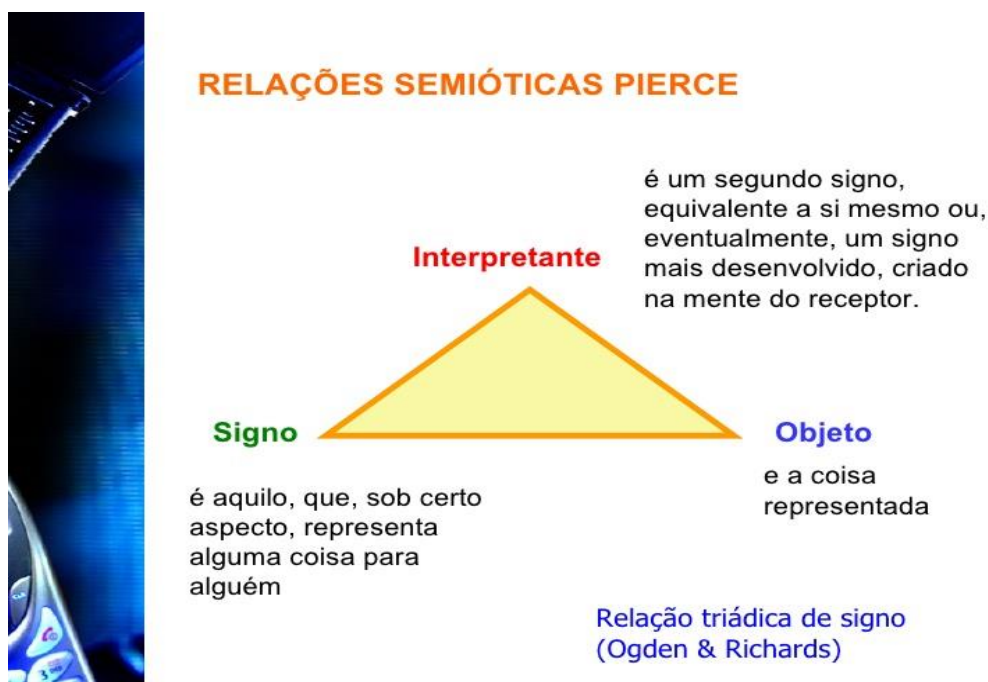 RELAÇÕES SEMIÓTICAS PIERCE
é um segundo signo,
equivalente a si mesmo ou,
eventualmente, um signo
mais desenvolvido, criado
na mente do receptor.
Interpretante
Signo
Objeto
é aquilo, que, sob certo
aspecto, representa
alguma coisa para
alguém
e a coisa
representada
Relação triádica de signo
(Ogden & Richards)
3